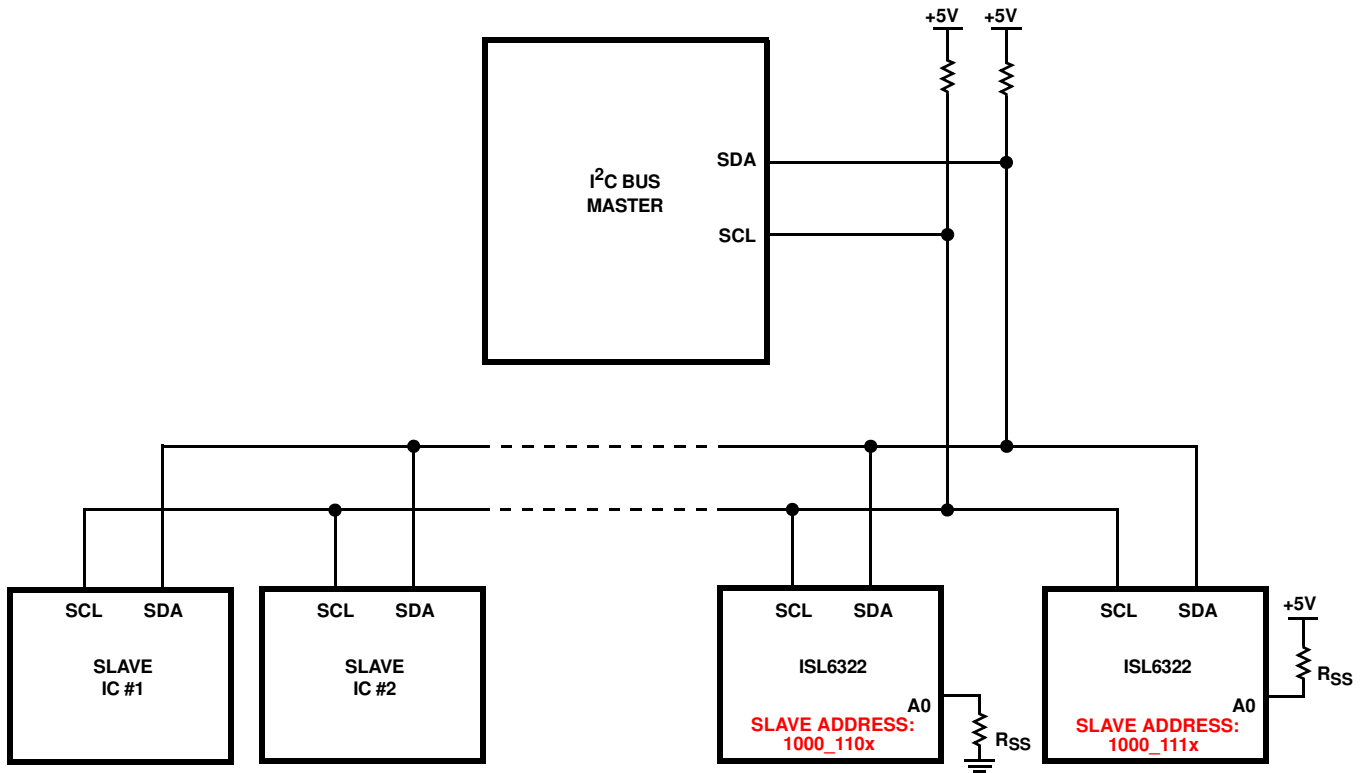 +5V +5V
SDA
I²C BUS
MASTER
SCL
SCL SDA
SLAVE
IC #1
SCL SDA
SLAVE
IC #2
SCL SDA
ISL6322
A0
SLAVE ADDRESS:
1000_110x
RSS
SCL SDA
ISL6322
A0
SLAVE ADDRESS:
1000_111x
+5V
RSS